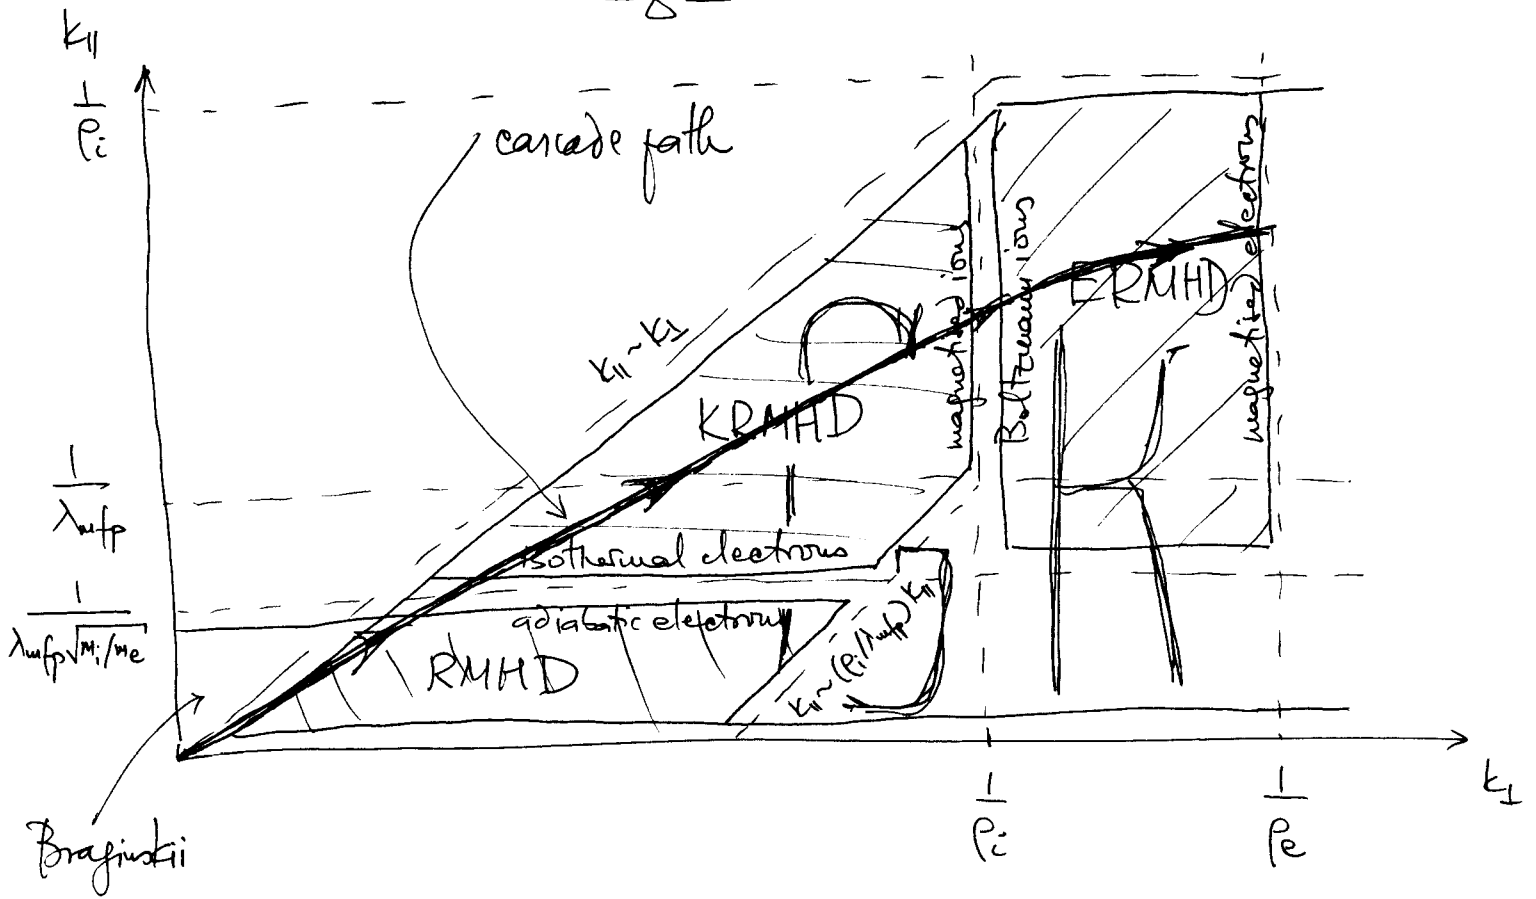 k∥
1/ρi
cascade path
k∥~k⊥
magnetized ions
Boltzmann ions
magnetized electrons
ERMHD
KRMHD
1/λmfp
isothermal electrons
1/(λmfp√(mi/me))
adiabatic electrons
RMHD
k∥~(ρi/λmfp)k∥
GK
Braginskii
1/ρi
1/ρe
k⊥